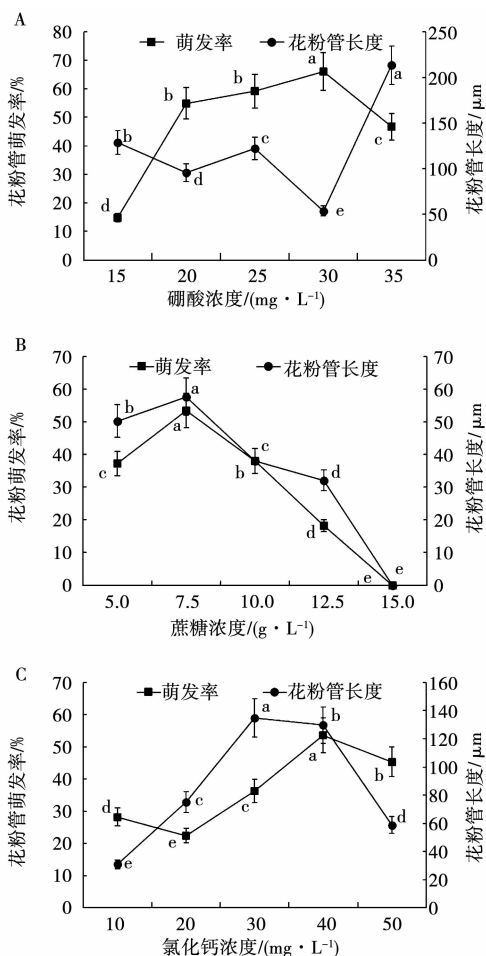 A
萌发率 花粉管长度
花粉管萌发率/%
80
70
60
50
40
30
20
10
0
250
200
150
100
50
0
花粉管长度/μm
d b b a c
b d c e a
15 20 25 30 35
硼酸浓度/(mg·L⁻¹)
B
萌发率 花粉管长度
花粉萌发率/%
70
60
50
40
30
20
10
0
70
60
50
40
30
20
10
0
花粉管长度/μm
c a b d e
b a c d e
5.0 7.5 10.0 12.5 15.0
蔗糖浓度/(g·L⁻¹)
C
萌发率 花粉管长度
花粉管萌发率/%
70
60
50
40
30
20
10
0
160
140
120
100
80
60
40
20
0
花粉管长度/μm
d e c a b
e c a b d
10 20 30 40 50
氯化钙浓度/(mg·L⁻¹)